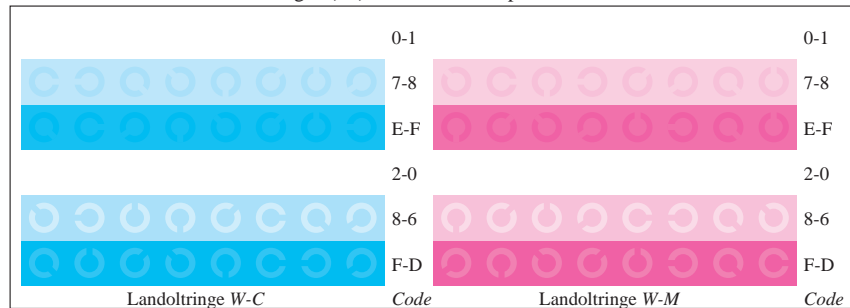 0-1 0-1
7-8 7-8
E-F E-F
2-0 2-0
8-6 8-6
F-D F-D
Landoltringe W-C Code Landoltringe W-M Code